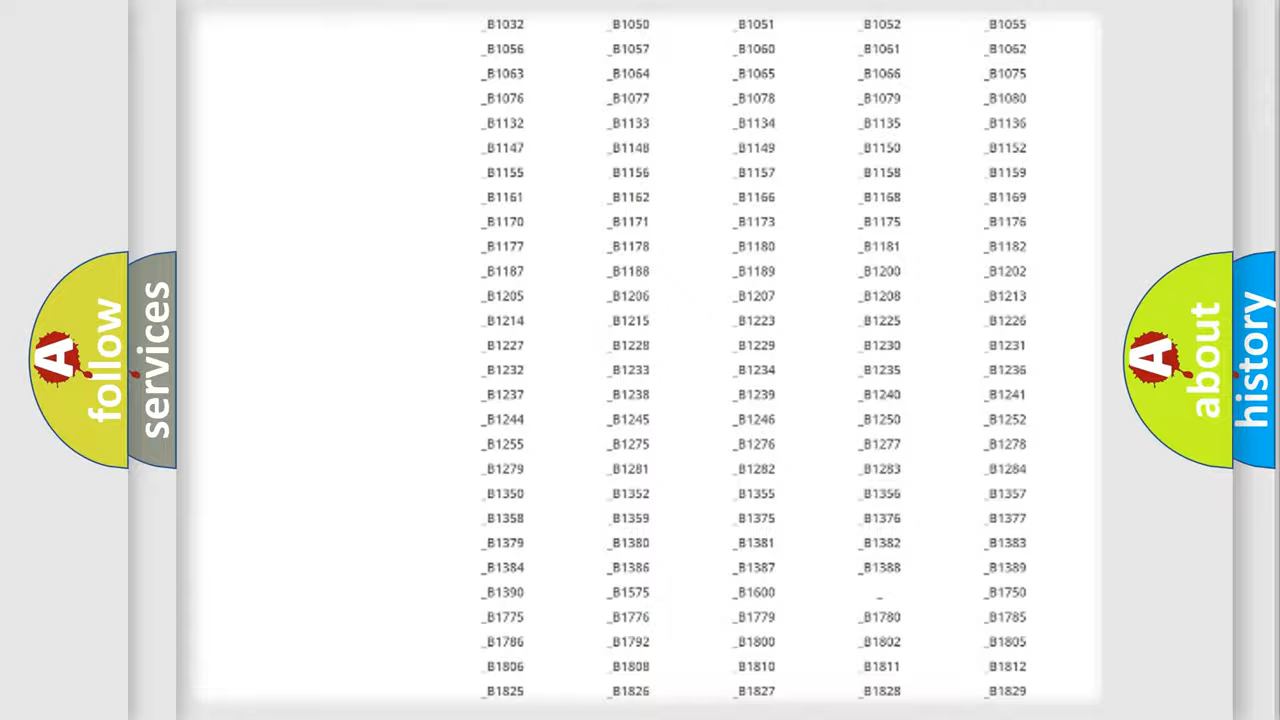 _B1032 _B1050 _B1051 _B1052 _B1055
_B1056 _B1057 _B1060 _B1061 _B1062
_B1063 _B1064 _B1065 _B1066 _B1075
_B1076 _B1077 _B1078 _B1079 _B1080
_B1132 _B1133 _B1134 _B1135 _B1136
_B1147 _B1148 _B1149 _B1150 _B1152
_B1155 _B1156 _B1157 _B1158 _B1159
_B1161 _B1162 _B1166 _B1168 _B1169
_B1170 _B1171 _B1173 _B1175 _B1176
_B1177 _B1178 _B1180 _B1181 _B1182
_B1187 _B1188 _B1189 _B1200 _B1202
_B1205 _B1206 _B1207 _B1208 _B1213
_B1214 _B1215 _B1223 _B1225 _B1226
_B1227 _B1228 _B1229 _B1230 _B1231
_B1232 _B1233 _B1234 _B1235 _B1236
_B1237 _B1238 _B1239 _B1240 _B1241
_B1244 _B1245 _B1246 _B1250 _B1252
_B1255 _B1275 _B1276 _B1277 _B1278
_B1279 _B1281 _B1282 _B1283 _B1284
_B1350 _B1352 _B1355 _B1356 _B1357
_B1358 _B1359 _B1375 _B1376 _B1377
_B1379 _B1380 _B1381 _B1382 _B1383
_B1384 _B1386 _B1387 _B1388 _B1389
_B1390 _B1575 _B1600 _ _B1750
_B1775 _B1776 _B1779 _B1780 _B1785
_B1786 _B1792 _B1800 _B1802 _B1805
_B1806 _B1808 _B1810 _B1811 _B1812
_B1825 _B1826 _B1827 _B1828 _B1829
A
follow
services
A
about
history